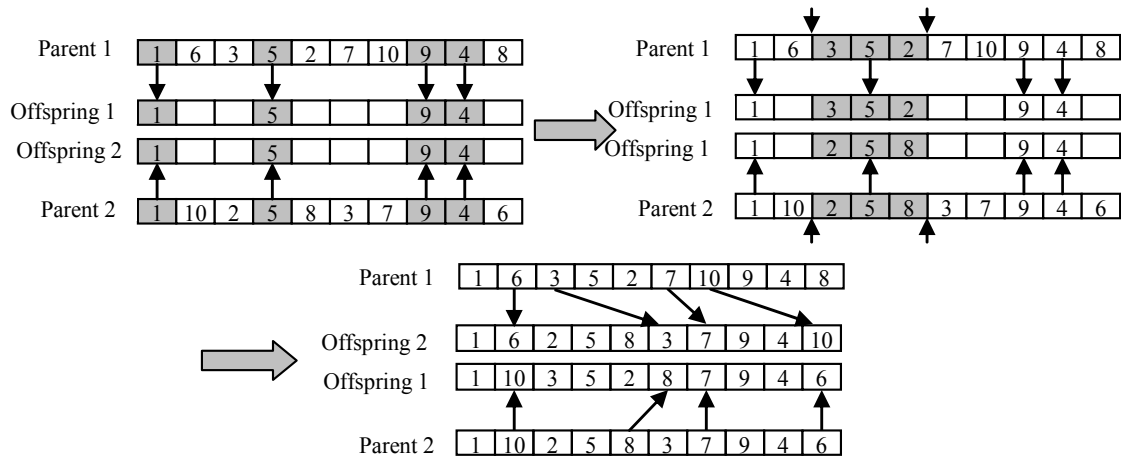 Parent 1 1 6 3 5 2 7 10 9 4 8
Offspring 1 1 5 9 4
Offspring 2 1 5 9 4
Parent 2 1 10 2 5 8 3 7 9 4 6
Parent 1 1 6 3 5 2 7 10 9 4 8
Offspring 1 1 3 5 2 9 4
Offspring 1 1 2 5 8 9 4
Parent 2 1 10 2 5 8 3 7 9 4 6
Parent 1 1 6 3 5 2 7 10 9 4 8
Offspring 2 1 6 2 5 8 3 7 9 4 10
Offspring 1 1 10 3 5 2 8 7 9 4 6
Parent 2 1 10 2 5 8 3 7 9 4 6